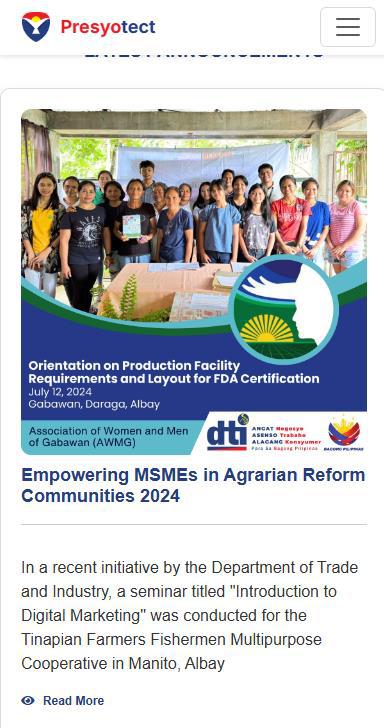 Presyotect
LATEST ANNOUNCEMENTS
Orientation on Production Facility
Requirements and Layout for FDA Certification
July 12, 2024
Gabawan, Daraga, Albay
Association of Women and Men
of Gabawan (AWMG)
dti
ANGAT Negosyo
ASENSO Trabaho
ALAGANG Konsyumer
Para sa Bagong Pilipinas
BAGONG PILIPINAS
Empowering MSMEs in Agrarian Reform
Communities 2024
In a recent initiative by the Department of Trade
and Industry, a seminar titled "Introduction to
Digital Marketing" was conducted for the
Tinapian Farmers Fishermen Multipurpose
Cooperative in Manito, Albay
Read More